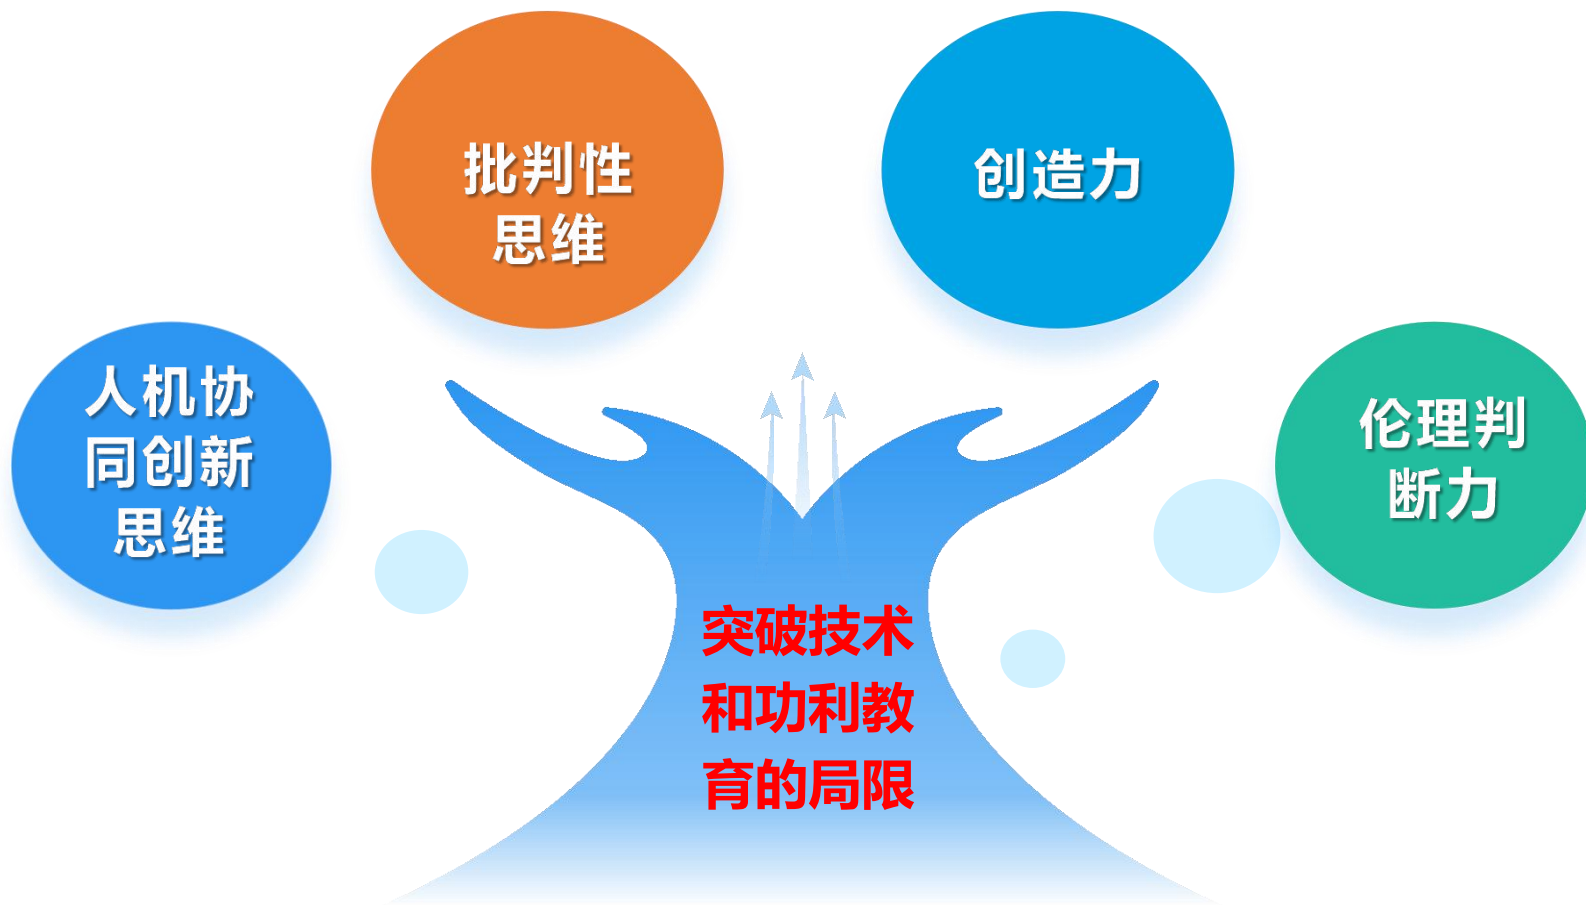 批判性
思维
创造力
人机协
同创新
思维
伦理判
断力
突破技术
和功利教
育的局限